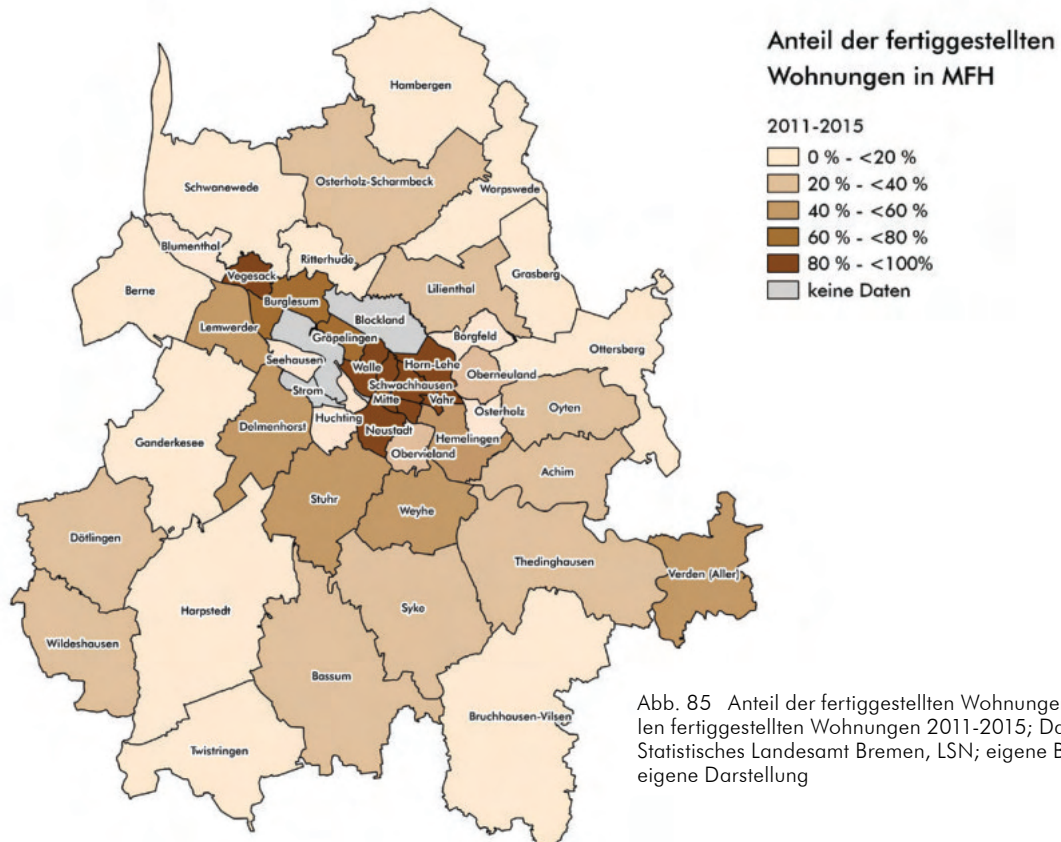 Anteil der fertiggestellten
Wohnungen in MFH
2011-2015
0 % - <20 %
20 % - <40 %
40 % - <60 %
60 % - <80 %
80 % - <100%
keine Daten
Hambergen
Schwanewede
Osterholz-Scharmbeck
Worpswede
Blumenthal
Ritterhude
Grasberg
Vegesack
Berne
Lilienthal
Burglesum
Lemwerder
Blockland
Borgfeld
Gröpelingen
Ottersberg
Seehausen
Walle
Horn-Lehe
Oberneuland
Schwachhausen
Strom
Mitte
Vahr
Osterholz
Oyten
Huchting
Delmenhorst
Neustadt
Hemelingen
Ganderkesee
Obervieland
Achim
Stuhr
Weyhe
Dötlingen
Thedinghausen
Verden (Aller)
Harpstedt
Syke
Wildeshausen
Bassum
Bruchhausen-Vilsen
Twistringen
Abb. 85 Anteil der fertiggestellten Wohnunge
len fertiggestellten Wohnungen 2011-2015;
Statistisches Landesamt Bremen, LSN; eigene
eigene Darstellung